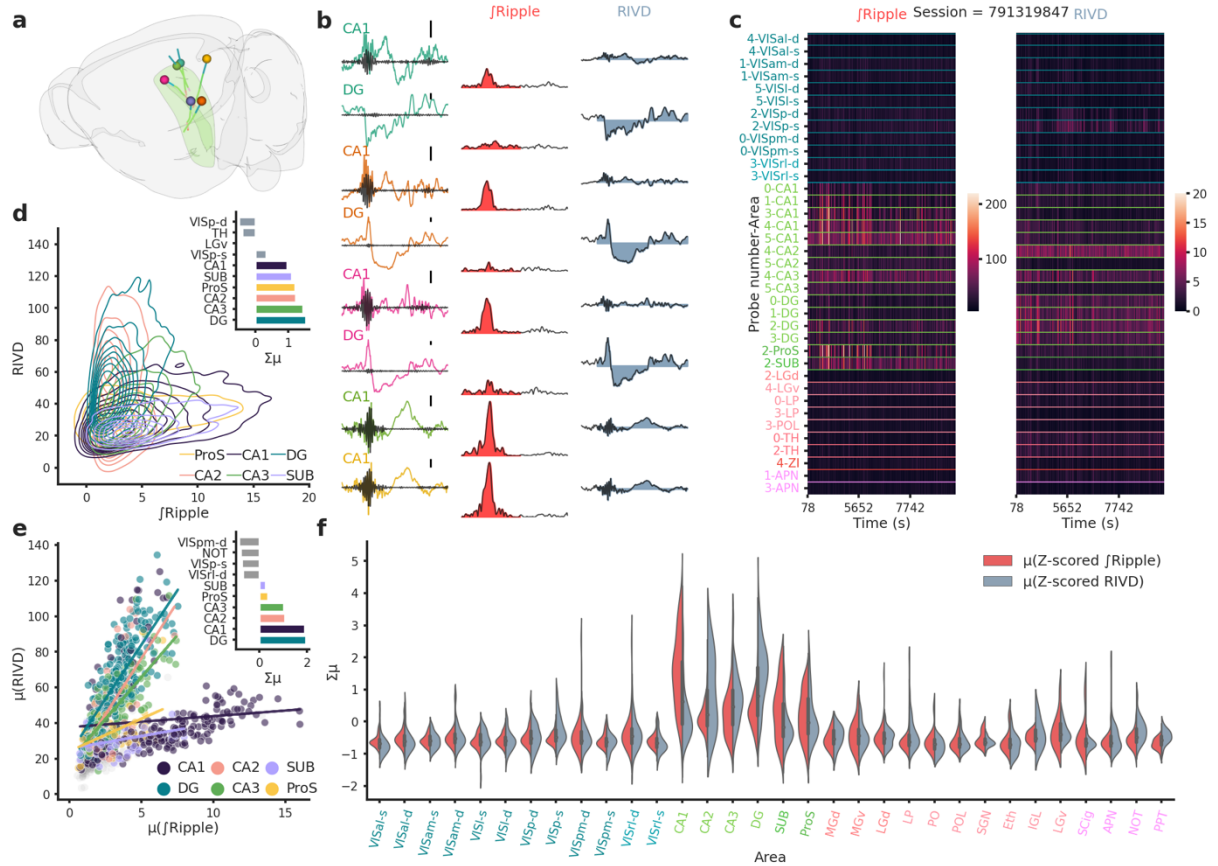 a
b
∫Ripple
RIVD
CA1
DG
CA1
DG
CA1
DG
CA1
CA1
c
∫Ripple Session = 791319847 RIVD
Probe number-Area
4-VISal-d
4-VISal-s
1-VISam-d
1-VISam-s
5-VISl-d
5-VISl-s
2-VISp-d
2-VISp-s
0-VISpm-d
0-VISpm-s
3-VISrl-d
3-VISrl-s
0-CA1
1-CA1
3-CA1
4-CA1
5-CA1
4-CA2
5-CA2
4-CA3
5-CA3
0-DG
1-DG
2-DG
3-DG
2-ProS
2-SUB
2-LGd
4-LGv
0-LP
3-LP
3-POL
0-TH
2-TH
4-ZI
1-APN
3-APN
78 5652 7742
Time (s)
200
100
78 5652 7742
Time (s)
20
15
10
5
0
d
RIVD
140
120
100
80
60
40
20
0
0 5 10 15 20
∫Ripple
ProS CA1 DG
CA2 CA3 SUB
VISp-d
TH
LGv
VISp-s
CA1
SUB
ProS
CA2
CA3
DG
0 1
Σμ
e
μ(RIVD)
140
120
100
80
60
40
20
0
0 5 10 15
μ(∫Ripple)
CA1 CA2 SUB
DG CA3 ProS
VISpm-d
NOT
VISp-s
VISrl-d
SUB
ProS
CA3
CA2
CA1
DG
0 2
Σμ
f
μ(Z-scored ∫Ripple)
μ(Z-scored RIVD)
Σμ
5
4
3
2
1
0
−1
−2
VISal-s
VISal-d
VISam-s
VISam-d
VISl-s
VISl-d
VISp-d
VISp-s
VISpm-d
VISpm-s
VISrl-d
VISrl-s
CA1
CA2
CA3
DG
SUB
ProS
MGd
MGv
LGd
LP
PO
POL
SGN
Eth
IGL
LGv
SCig
APN
NOT
PPT
Area